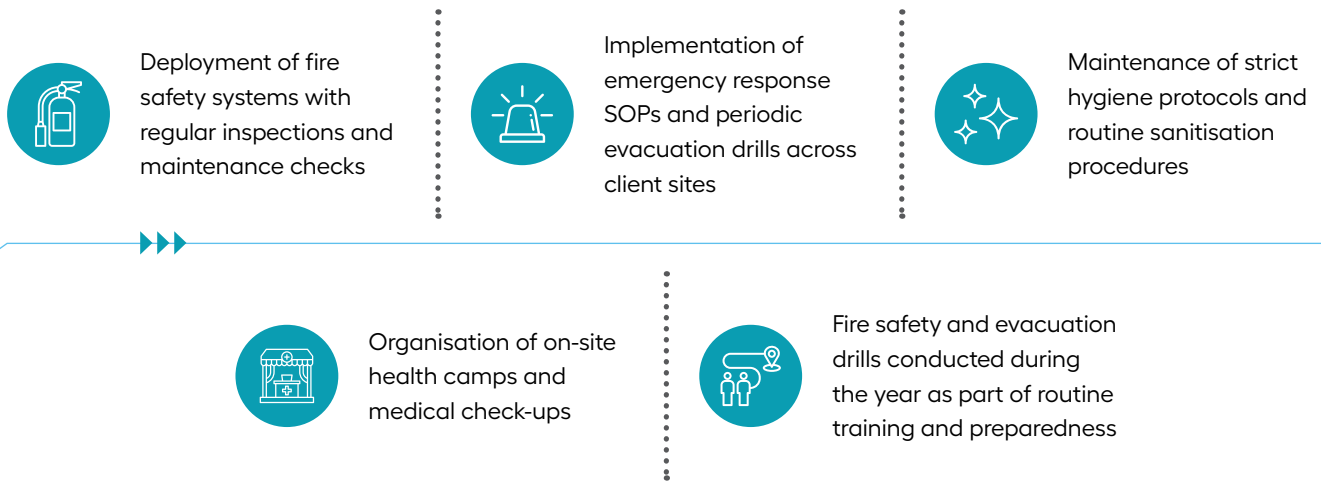 Deployment of fire
safety systems with
regular inspections and
maintenance checks
Implementation of
emergency response
SOPs and periodic
evacuation drills across
client sites
Maintenance of strict
hygiene protocols and
routine sanitisation
procedures
Organisation of on-site
health camps and
medical check-ups
Fire safety and evacuation
drills conducted during
the year as part of routine
training and preparedness